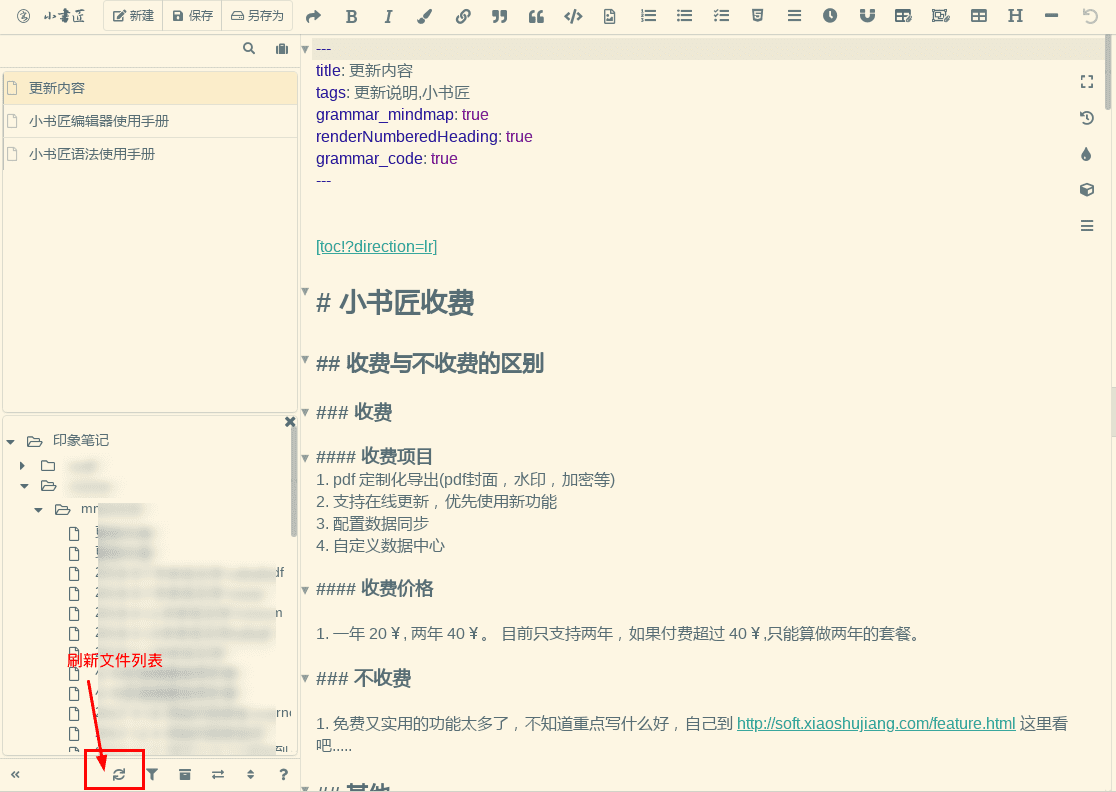 小书匠 新建 保存 另存为
更新内容
小书匠编辑器使用手册
小书匠语法使用手册
印象笔记
刷新文件列表
---
title: 更新内容
tags: 更新说明,小书匠
grammar_mindmap: true
renderNumberedHeading: true
grammar_code: true
---
[toc!?direction=lr]
# 小书匠收费
## 收费与不收费的区别
### 收费
#### 收费项目
1. pdf 定制化导出(pdf封面，水印，加密等)
2. 支持在线更新，优先使用新功能
3. 配置数据同步
4. 自定义数据中心
#### 收费价格
1. 一年 20 ¥ , 两年 40 ¥ 。 目前只支持两年，如果付费超过 40 ¥ ,只能算做两年的套餐。
### 不收费
1. 免费又实用的功能太多了，不知道重点写什么好，自己到 http://soft.xiaoshujiang.com/feature.html 这里看
吧.....
## 其他